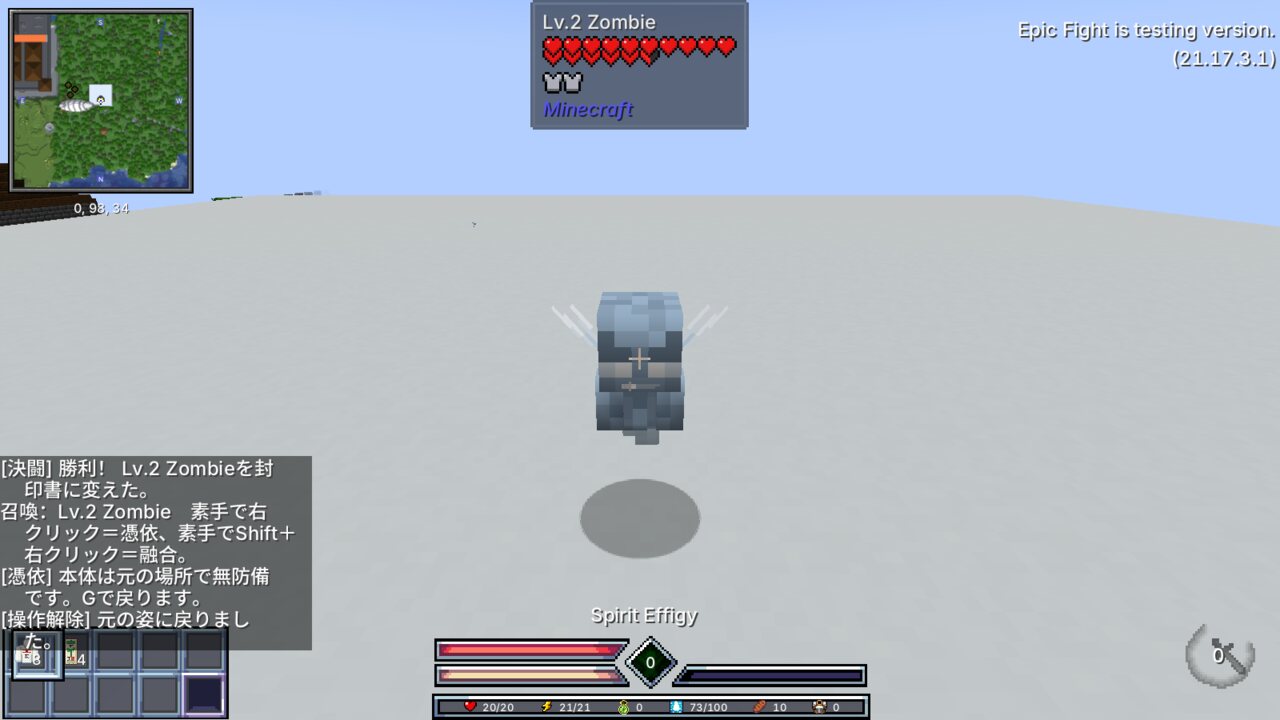 Lv.2 Zombie
Minecraft
Epic Fight is testing version.
(21.17.3.1)
S
E
W
N
0, 93, 34
[決闘] 勝利! Lv.2 Zombieを封
印書に変えた。
召喚: Lv.2 Zombie 素手で右
クリック=憑依、素手でShift+
右クリック=融合。
[憑依] 本体は元の場所で無防備
です。Gで戻ります。
[操作解除] 元の姿に戻りまし
た。
3
4
Spirit Effigy
0
20/20
21/21
0
73/100
10
0
0